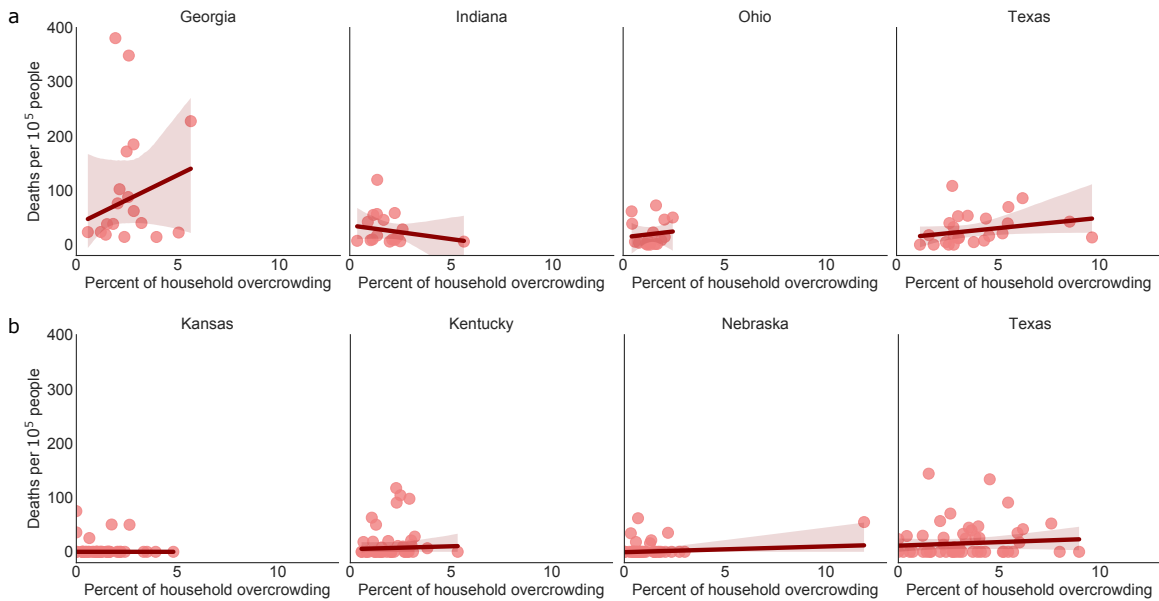 a
Georgia Indiana Ohio Texas
400
300
200
100
0
Deaths per 10⁵ people
0 5 10 0 5 10 0 5 10 0 5 10
Percent of household overcrowding Percent of household overcrowding Percent of household overcrowding Percent of household overcrowding
b
Kansas Kentucky Nebraska Texas
400
300
200
100
0
Deaths per 10⁵ people
0 5 10 0 5 10 0 5 10 0 5 10
Percent of household overcrowding Percent of household overcrowding Percent of household overcrowding Percent of household overcrowding